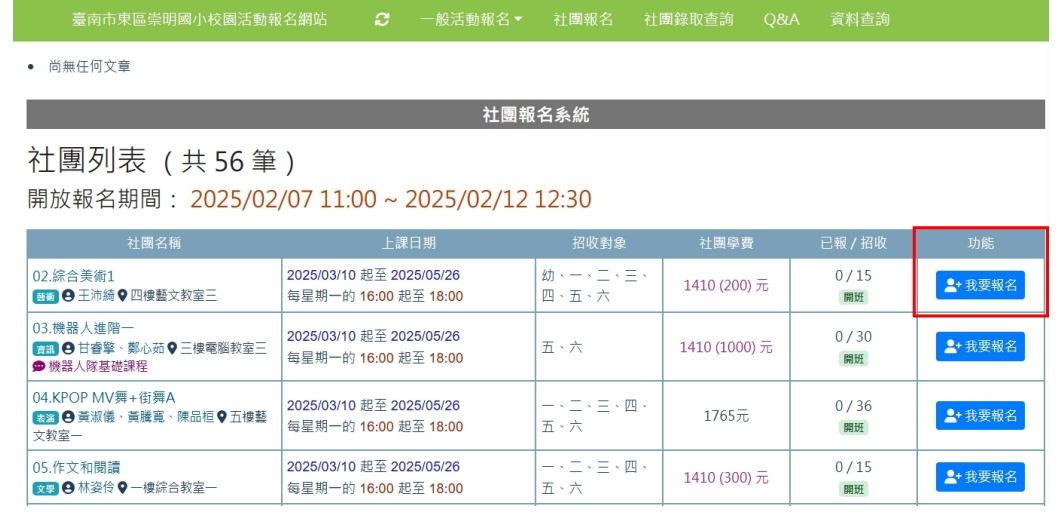 臺南市東區崇明國小校園活動報名網站 一般活動報名 社團報名 社團錄取查詢 Q&A 資料查詢
尚無任何文章
社團報名系統
社團列表 ( 共 56 筆 )
開放報名期間： 2025/02/07 11:00 ~ 2025/02/12 12:30
社團名稱 上課日期 招收對象 社團學費 已報 / 招收 功能
02.綜合美術1
藝術 王沛綺 四樓藝文教室三
2025/03/10 起至 2025/05/26
每星期一的 16:00 起至 18:00
幼、一、二、三、
四、五、六
1410 (200) 元
0 / 15
開班
我要報名
03.機器人進階一
資訊 甘睿擎、鄭心茹 三樓電腦教室三
機器人隊基礎課程
2025/03/10 起至 2025/05/26
每星期一的 16:00 起至 18:00
五、六
1410 (1000) 元
0 / 30
開班
我要報名
04.KPOP MV舞+街舞A
表演 黃淑儀、黃騰寬、陳品桓 五樓藝
文教室一
2025/03/10 起至 2025/05/26
每星期一的 16:00 起至 18:00
一、二、三、四、
五、六
1765元
0 / 36
開班
我要報名
05.作文和閱讀
文學 林姿伶 一樓綜合教室一
2025/03/10 起至 2025/05/26
每星期一的 16:00 起至 18:00
一、二、三、四、
五、六
1410 (300) 元
0 / 15
開班
我要報名